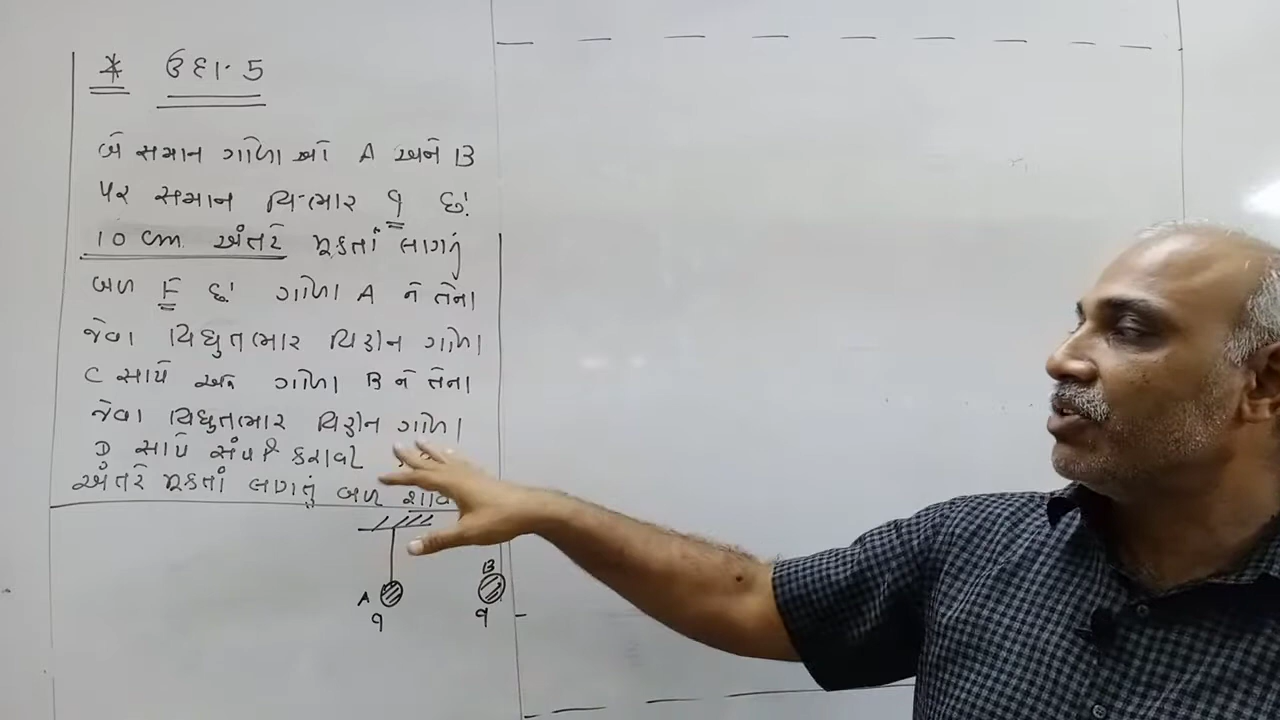 * ઉદા. 5
બે સમાન ગોળાઓ A અને B
પર સમાન વિ.ભાર q છે.
10 cm. અંતરે મૂકતાં લાગતું
બળ F છે. ગોળા A ને તેના
જેવા વિદ્યુતભાર વિહીન ગોળા
C સાથે અને ગોળા B ને તેના
જેવા વિદ્યુતભાર વિહીન ગોળા
D સાથે સંપર્ક કરાવી
અંતરે મૂકતાં લાગતું બળ
A
B
q
q